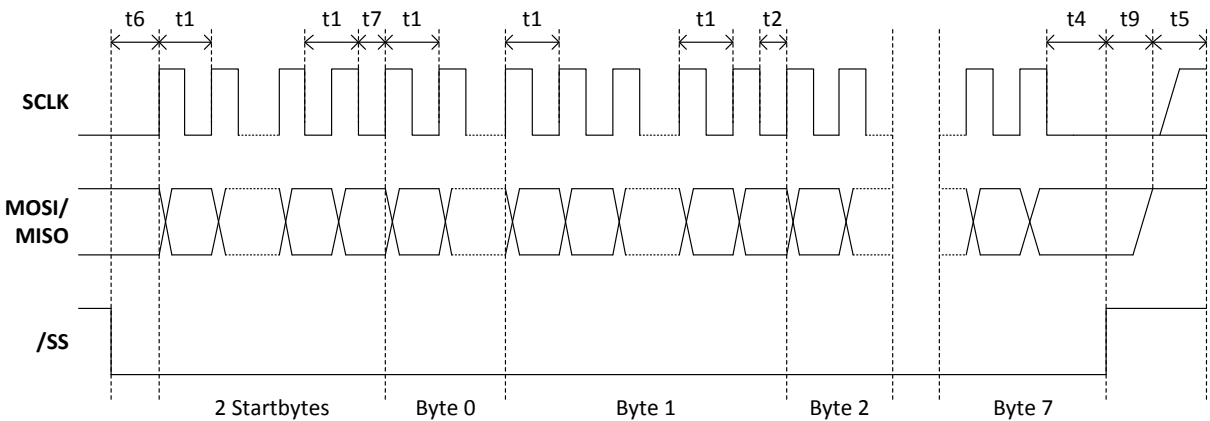 t6 t1 t1 t7 t1 t1 t1 t2 t4 t9 t5
SCLK
MOSI/
MISO
/SS
2 Startbytes Byte 0 Byte 1 Byte 2 Byte 7